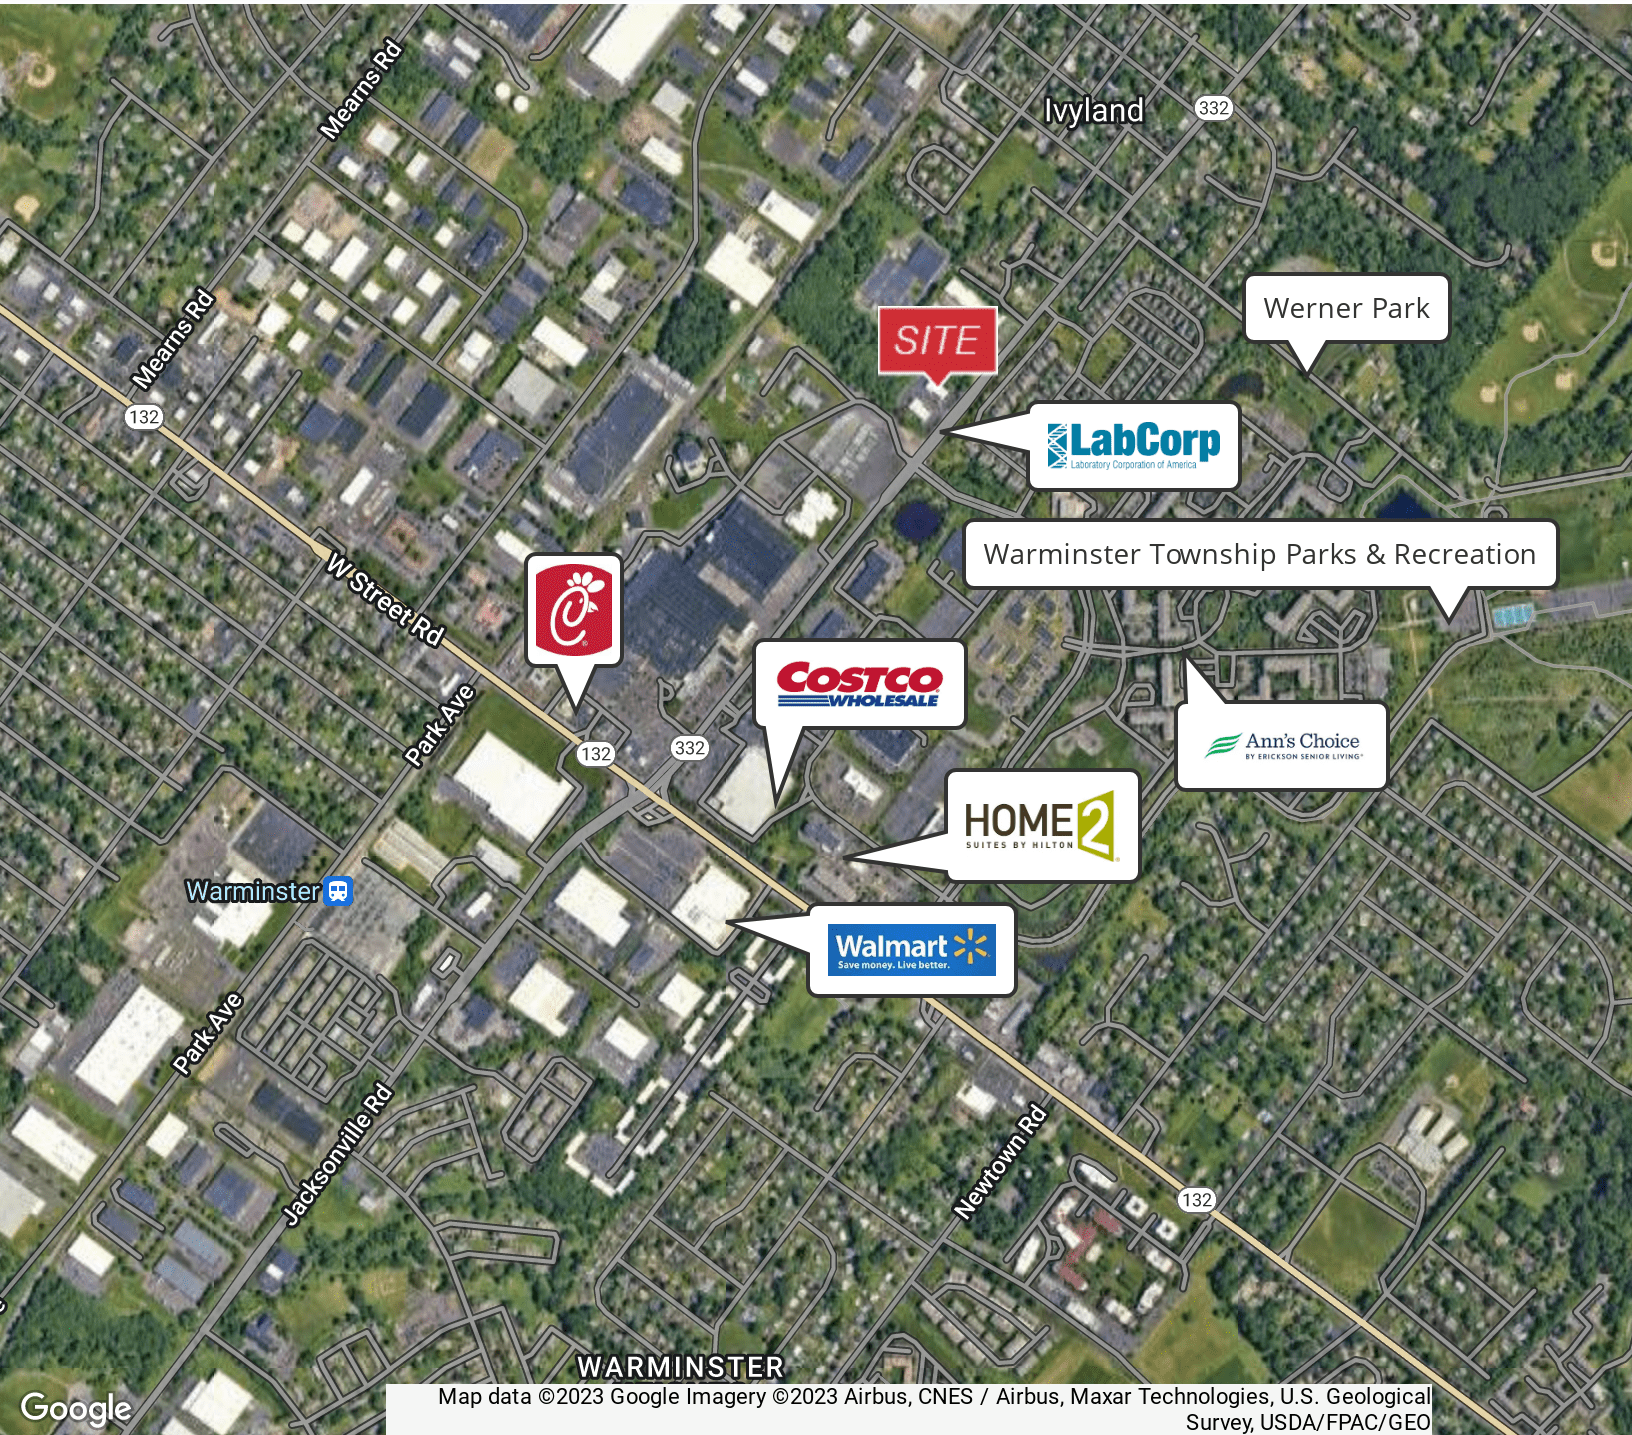 Mearns Rd
Ivyland
332
Mearns Rd
Werner Park
SITE
132
LabCorp
Laboratory Corporation of America
Warminster Township Parks & Recreation
W Street Rd
COSTCO
WHOLESALE
Park Ave
132
332
Ann's Choice
BY ERICKSON SENIOR LIVING
HOME2
SUITES BY HILTON
Warminster
Walmart
Save money. Live better.
Park Ave
Jacksonville Rd
Newtown Rd
132
WARMINSTER
Google
Map data ©2023 Google Imagery ©2023 Airbus, CNES / Airbus, Maxar Technologies, U.S. Geological
Survey, USDA/FPAC/GEO